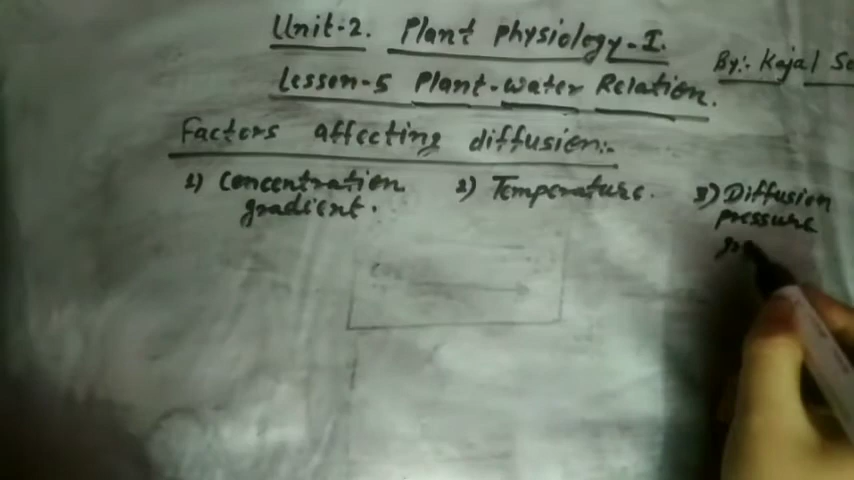 Unit-2. Plant Physiology-I.
By:- Kajal
Lesson-5 Plant-water Relation.
Factors affecting diffusion:-
1) Concentration gradient.
2) Temperature.
3) Diffusion pressure